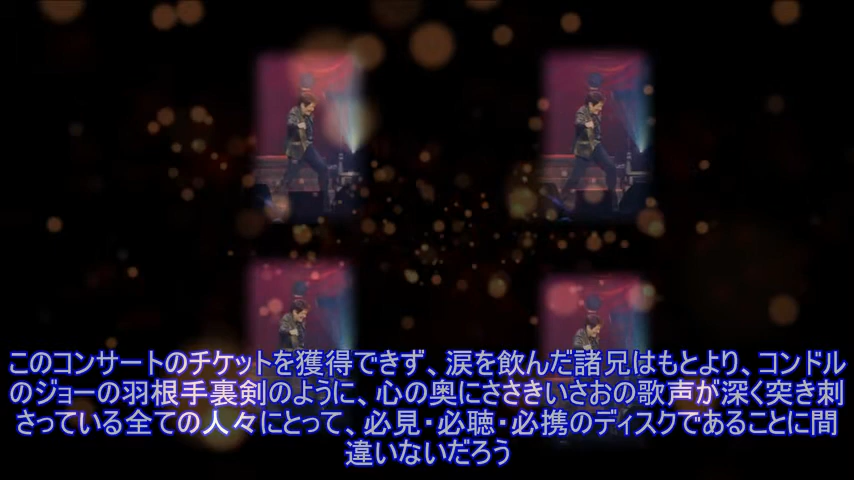 このコンサートのチケットを獲得できず、涙を飲んだ諸兄はもとより、コンドル
のジョーの羽根手裏剣のように、心の奥にささきいさおの歌声が深く突き刺
さっている全ての人々にとって、必見・必聴・必携のディスクであることに間
違いないだろう